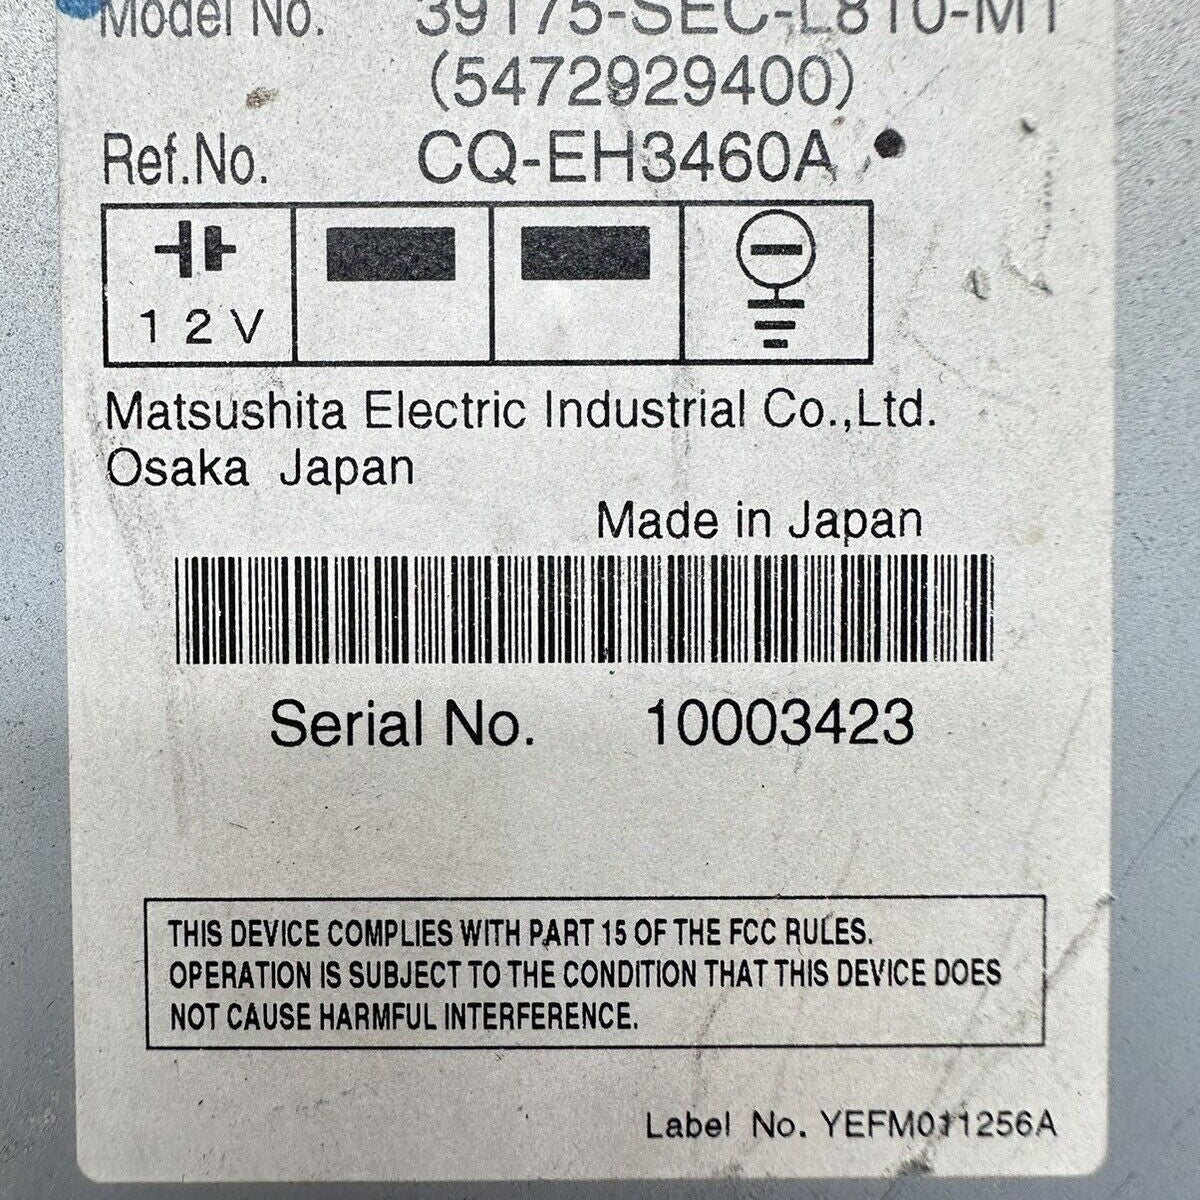 Model No. 39175-SEC-L810-M1
(5472929400)
Ref.No. CQ-EH3460A
12V
Matsushita Electric Industrial Co.,Ltd.
Osaka Japan
Made in Japan
Serial No. 10003423
THIS DEVICE COMPLIES WITH PART 15 OF THE FCC RULES.
OPERATION IS SUBJECT TO THE CONDITION THAT THIS DEVICE DOES
NOT CAUSE HARMFUL INTERFERENCE.
Label No. YEFM011256A